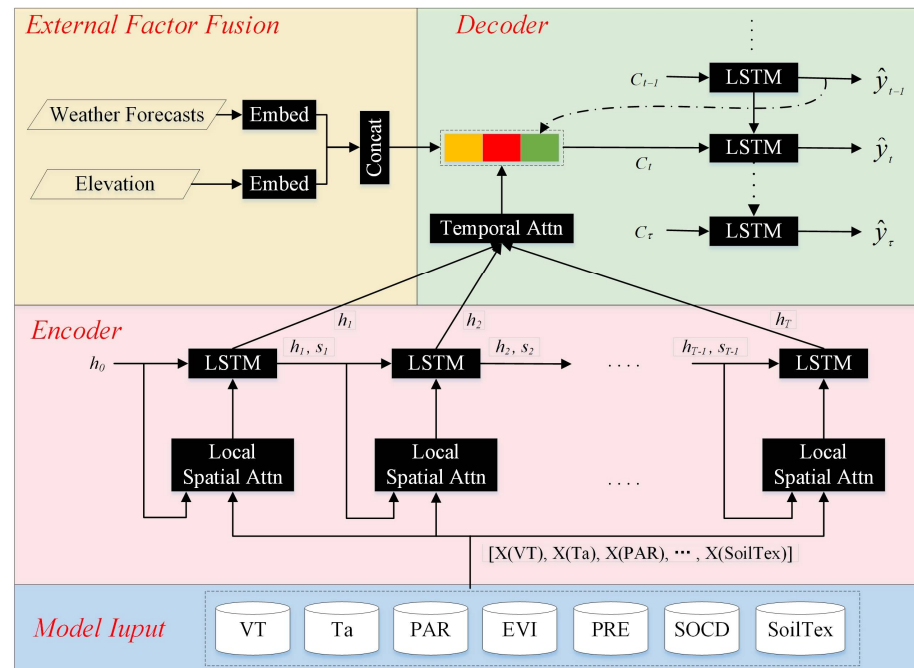 External Factor Fusion
Weather Forecasts
Embed
Elevation
Embed
Concat
Decoder
C_{t-1}
LSTM
ŷ_{t-1}
C_t
LSTM
ŷ_t
C_τ
LSTM
ŷ_τ
Temporal Attn
Encoder
h_1
h_2
h_T
h_0
LSTM
h_1, s_1
LSTM
h_2, s_2
....
h_{T-1}, s_{T-1}
LSTM
Local
Spatial Attn
Local
Spatial Attn
....
Local
Spatial Attn
[X(VT), X(Ta), X(PAR), ··· , X(SoilTex)]
Model Iuput
VT
Ta
PAR
EVI
PRE
SOCD
SoilTex